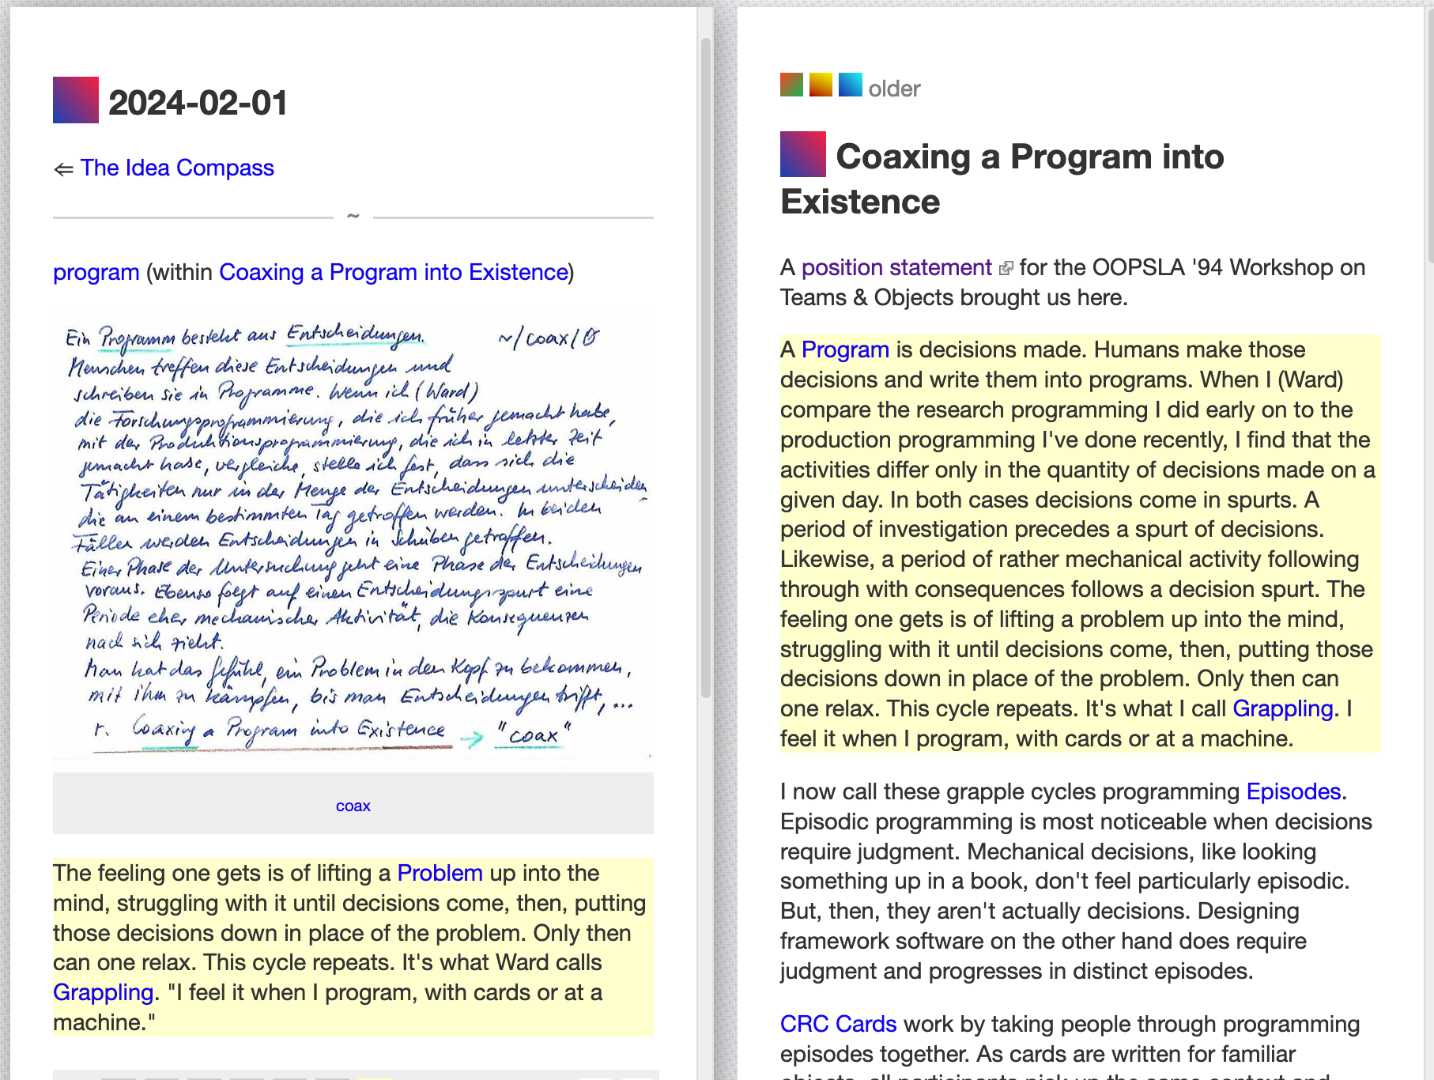 2024-02-01
⇐ The Idea Compass
~
program (within Coaxing a Program into Existence)
Ein Programm besteht aus Entscheidungen. ~/coax/0
Menschen treffen diese Entscheidungen und
schreiben sie in Programme. Wenn ich (Ward)
die Forschungsprogrammierung, die ich früher gemacht habe,
mit der Produktionsprogrammierung, die ich in letzter Zeit
gemacht habe, vergleiche, stelle ich fest, dass sich die
Tätigkeiten nur in der Menge der Entscheidungen unterscheiden,
die an einem bestimmten Tag getroffen werden. In beiden
Fällen werden Entscheidungen in Schüben getroffen.
Einer Phase der Untersuchung geht eine Phase der Entscheidungen
voraus. Ebenso folgt auf einen Entscheidungsspurt eine
Periode eher mechanischer Aktivität, die Konsequenzen
nach sich zieht.
Man hat das Gefühl, ein Problem in den Kopf zu bekommen,
mit ihm zu kämpfen, bis man Entscheidungen trifft, ...
r. Coaxing a Program into Existence → "coax"
coax
The feeling one gets is of lifting a Problem up into the
mind, struggling with it until decisions come, then, putting
those decisions down in place of the problem. Only then
can one relax. This cycle repeats. It's what Ward calls
Grappling. "I feel it when I program, with cards or at a
machine."
older
Coaxing a Program into
Existence
A position statement for the OOPSLA '94 Workshop on
Teams & Objects brought us here.
A Program is decisions made. Humans make those
decisions and write them into programs. When I (Ward)
compare the research programming I did early on to the
production programming I've done recently, I find that the
activities differ only in the quantity of decisions made on a
given day. In both cases decisions come in spurts. A
period of investigation precedes a spurt of decisions.
Likewise, a period of rather mechanical activity following
through with consequences follows a decision spurt. The
feeling one gets is of lifting a problem up into the mind,
struggling with it until decisions come, then, putting those
decisions down in place of the problem. Only then can
one relax. This cycle repeats. It's what I call Grappling. I
feel it when I program, with cards or at a machine.
I now call these grapple cycles programming Episodes.
Episodic programming is most noticeable when decisions
require judgment. Mechanical decisions, like looking
something up in a book, don't feel particularly episodic.
But, then, they aren't actually decisions. Designing
framework software on the other hand does require
judgment and progresses in distinct episodes.
CRC Cards work by taking people through programming
episodes together. As cards are written for familiar
objects, all participants pick up the same context and